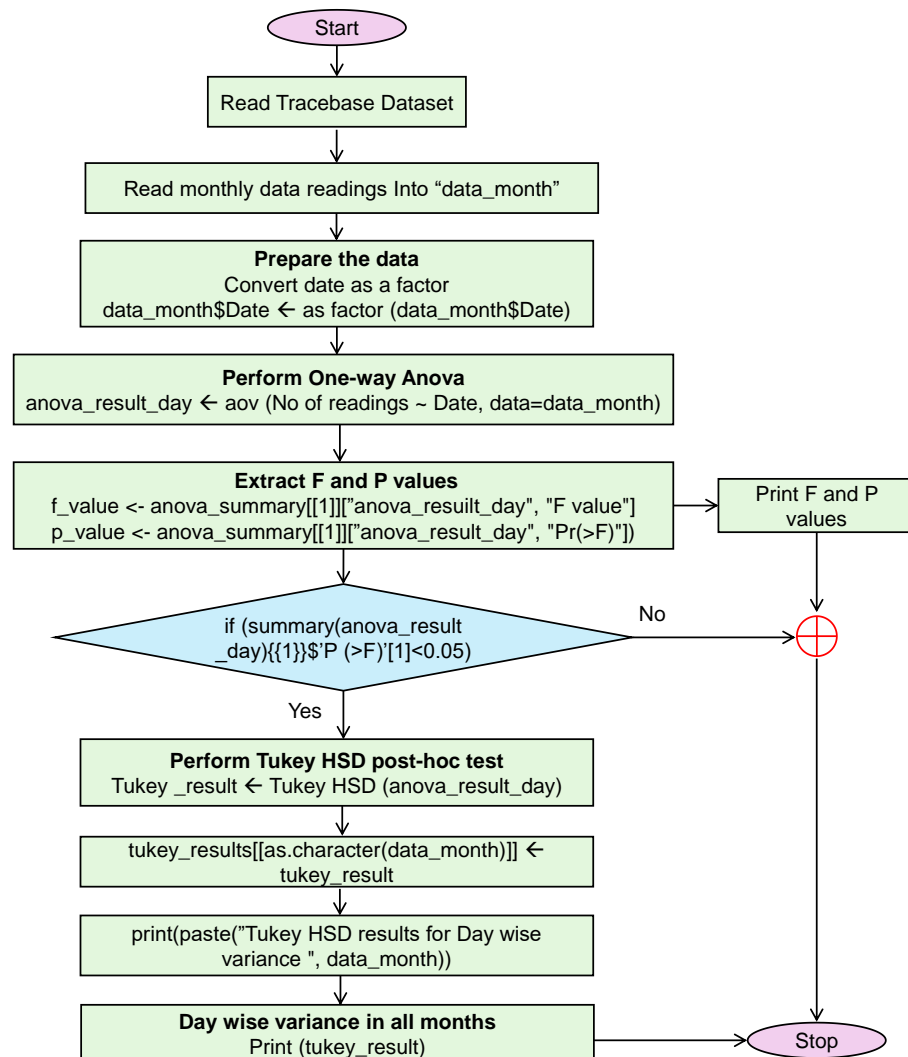 Start
Read Tracebase Dataset
Read monthly data readings Into “data_month”
Prepare the data
Convert date as a factor
data_month$Date ← as factor (data_month$Date)
Perform One-way Anova
anova_result_day ← aov (No of readings ~ Date, data=data_month)
Extract F and P values
f_value <- anova_summary[[1]][”anova_resuilt_day", "F value"]
p_value <- anova_summary[[1]][”anova_result_day", "Pr(>F)"])
Print F and P
values
if (summary(anova_result
_day){{1}}$’P (>F)’[1]<0.05)
No
Yes
Perform Tukey HSD post-hoc test
Tukey _result ← Tukey HSD (anova_result_day)
tukey_results[[as.character(data_month)]] ←
tukey_result
print(paste(”Tukey HSD results for Day wise
variance ", data_month))
Day wise variance in all months
Print (tukey_result)
Stop